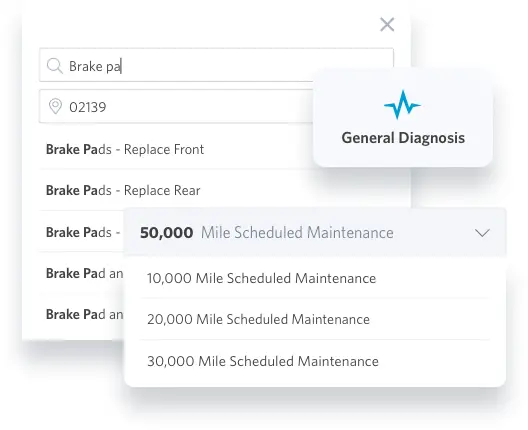 Brake pa
02139
General Diagnosis
Brake Pads - Replace Front
Brake Pads - Replace Rear
Brake Pads -
Brake Pad an
Brake Pad an
50,000 Mile Scheduled Maintenance
10,000 Mile Scheduled Maintenance
20,000 Mile Scheduled Maintenance
30,000 Mile Scheduled Maintenance